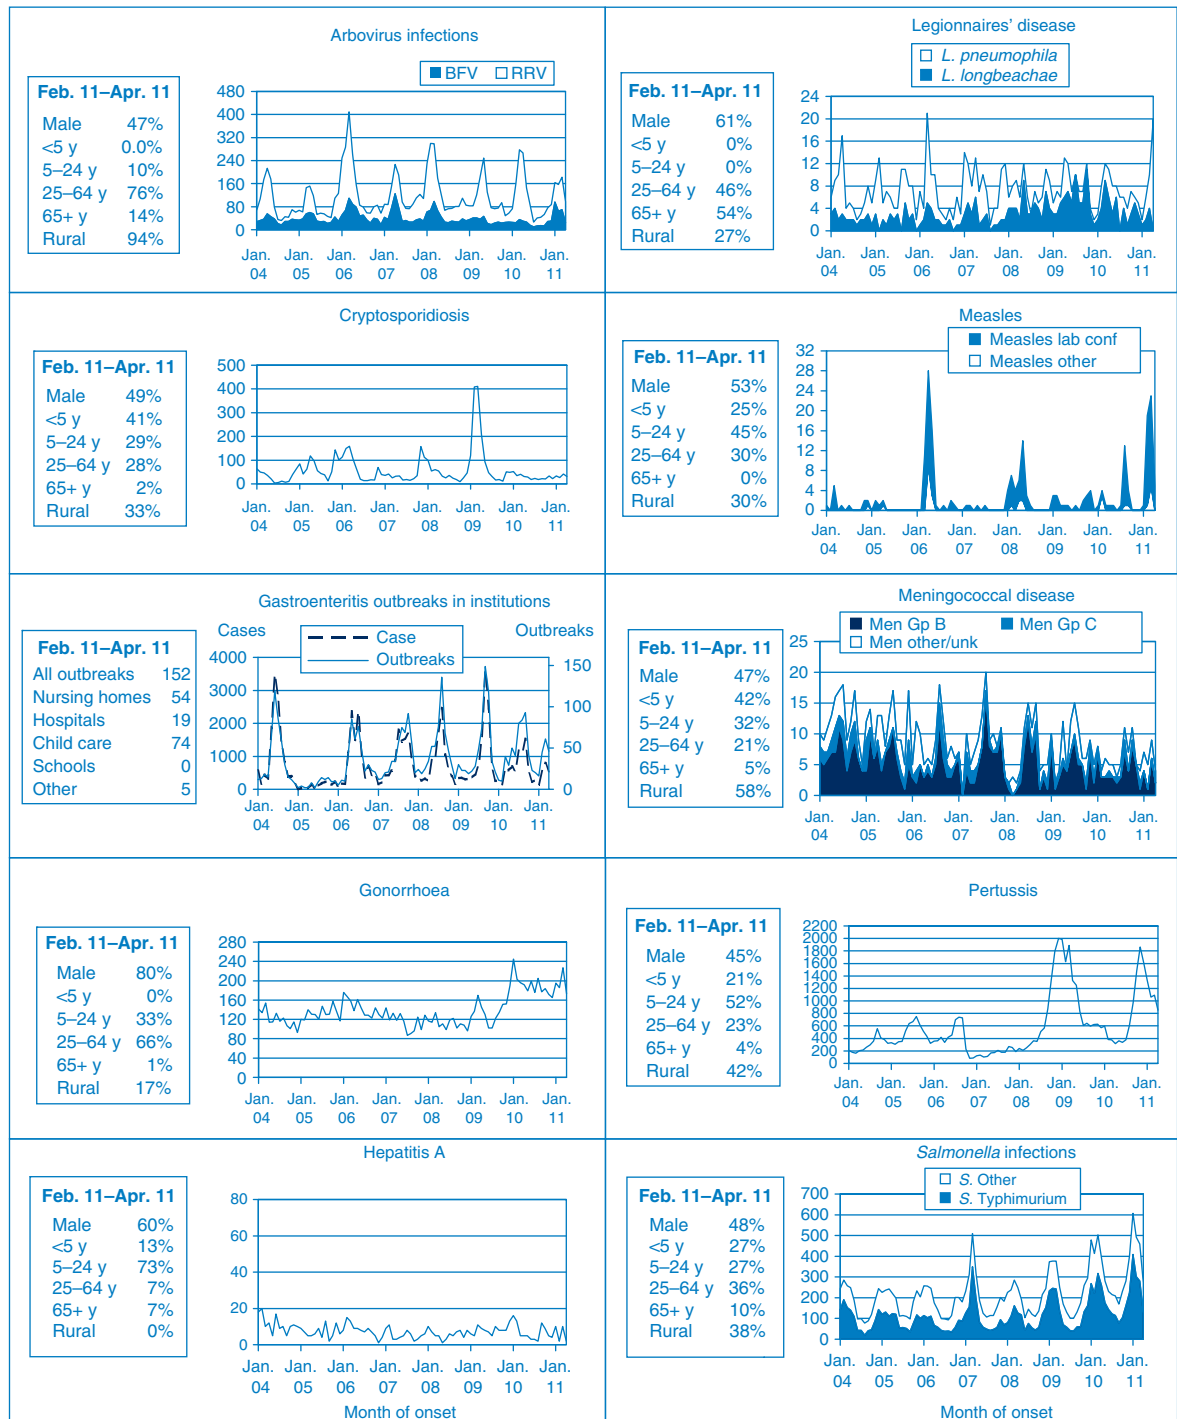 Arbovirus infections
BFV RRV
Feb. 11–Apr. 11
Male 47%
<5 y 0.0%
5–24 y 10%
25–64 y 76%
65+ y 14%
Rural 94%
480
400
320
240
160
80
0
Jan. Jan. Jan. Jan. Jan. Jan. Jan. Jan.
04 05 06 07 08 09 10 11
Legionnaires’ disease
L. pneumophila
L. longbeachae
Feb. 11–Apr. 11
Male 61%
<5 y 0%
5–24 y 0%
25–64 y 46%
65+ y 54%
Rural 27%
24
20
16
12
8
4
0
Jan. Jan. Jan. Jan. Jan. Jan. Jan. Jan.
04 05 06 07 08 09 10 11
Cryptosporidiosis
Feb. 11–Apr. 11
Male 49%
<5 y 41%
5–24 y 29%
25–64 y 28%
65+ y 2%
Rural 33%
500
400
300
200
100
0
Jan. Jan. Jan. Jan. Jan. Jan. Jan. Jan.
04 05 06 07 08 09 10 11
Measles
Measles lab conf
Measles other
Feb. 11–Apr. 11
Male 53%
<5 y 25%
5–24 y 45%
25–64 y 30%
65+ y 0%
Rural 30%
32
28
24
20
16
12
8
4
0
Jan. Jan. Jan. Jan. Jan. Jan. Jan. Jan.
04 05 06 07 08 09 10 11
Gastroenteritis outbreaks in institutions
Cases Outbreaks
Case
Outbreaks
Feb. 11–Apr. 11
All outbreaks 152
Nursing homes 54
Hospitals 19
Child care 74
Schools 0
Other 5
4000 150
3000
100
2000
50
1000
0 0
Jan. Jan. Jan. Jan. Jan. Jan. Jan. Jan.
04 05 06 07 08 09 10 11
Meningococcal disease
Men Gp B Men Gp C
Men other/unk
Feb. 11–Apr. 11
Male 47%
<5 y 42%
5–24 y 32%
25–64 y 21%
65+ y 5%
Rural 58%
25
20
15
10
5
0
Jan. Jan. Jan. Jan. Jan. Jan. Jan. Jan.
04 05 06 07 08 09 10 11
Gonorrhoea
Feb. 11–Apr. 11
Male 80%
<5 y 0%
5–24 y 33%
25–64 y 66%
65+ y 1%
Rural 17%
280
240
200
160
120
80
40
0
Jan. Jan. Jan. Jan. Jan. Jan. Jan. Jan.
04 05 06 07 08 09 10 11
Pertussis
Feb. 11–Apr. 11
Male 45%
<5 y 21%
5–24 y 52%
25–64 y 23%
65+ y 4%
Rural 42%
2200
2000
1800
1600
1400
1200
1000
800
600
400
200
0
Jan. Jan. Jan. Jan. Jan. Jan. Jan. Jan.
04 05 06 07 08 09 10 11
Hepatitis A
Feb. 11–Apr. 11
Male 60%
<5 y 13%
5–24 y 73%
25–64 y 7%
65+ y 7%
Rural 0%
80
60
40
20
0
Jan. Jan. Jan. Jan. Jan. Jan. Jan. Jan.
04 05 06 07 08 09 10 11
Month of onset
Salmonella infections
S. Other
S. Typhimurium
Feb. 11–Apr. 11
Male 48%
<5 y 27%
5–24 y 27%
25–64 y 36%
65+ y 10%
Rural 38%
700
600
500
400
300
200
100
0
Jan. Jan. Jan. Jan. Jan. Jan. Jan. Jan.
04 05 06 07 08 09 10 11
Month of onset